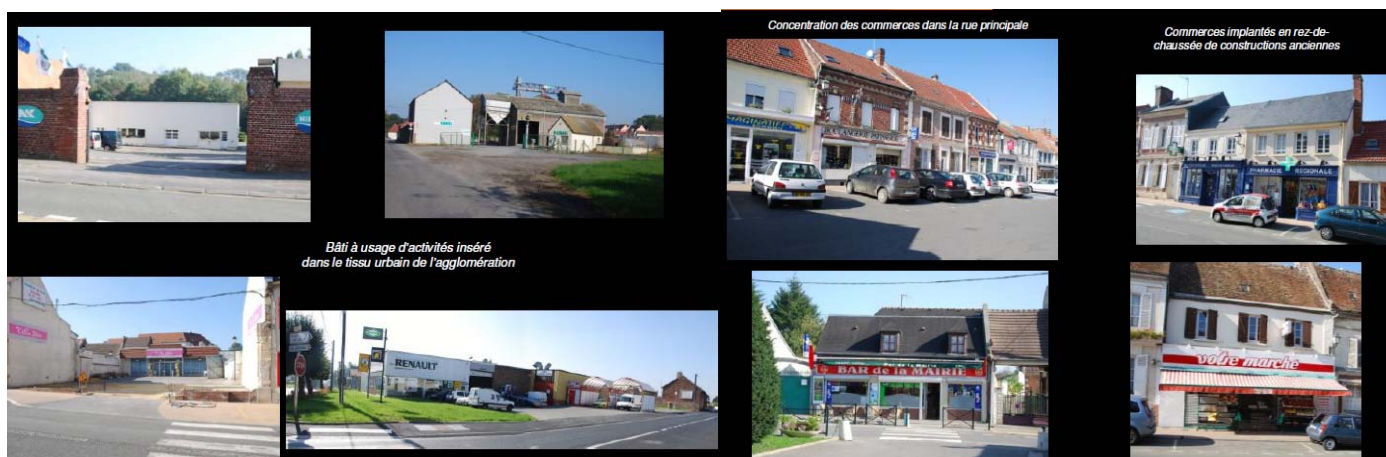 Concentration des commerces dans la rue principale
Commerces implantés en rez-de-
chaussée de constructions anciennes
Bâti à usage d'activités inséré
dans le tissu urbain de l'agglomération
PHARMACIE REGIONALE
RENAULT
BAR de la MAIRIE
votre marché